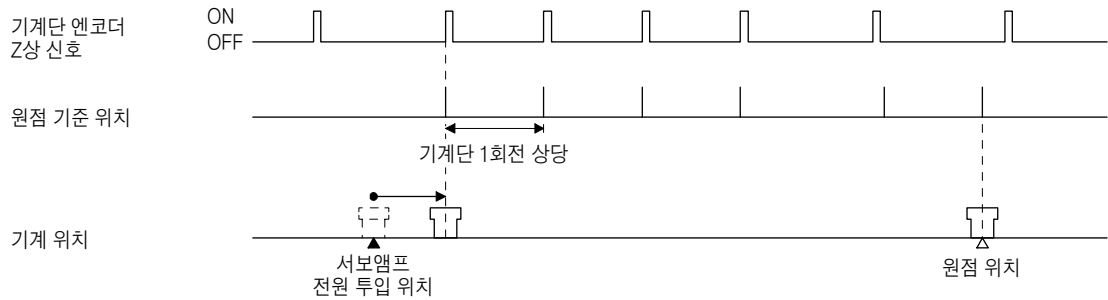 기계단 엔코더
Z상 신호
ON
OFF
원점 기준 위치
기계단 1회전 상당
기계 위치
서보앰프
전원 투입 위치
원점 위치